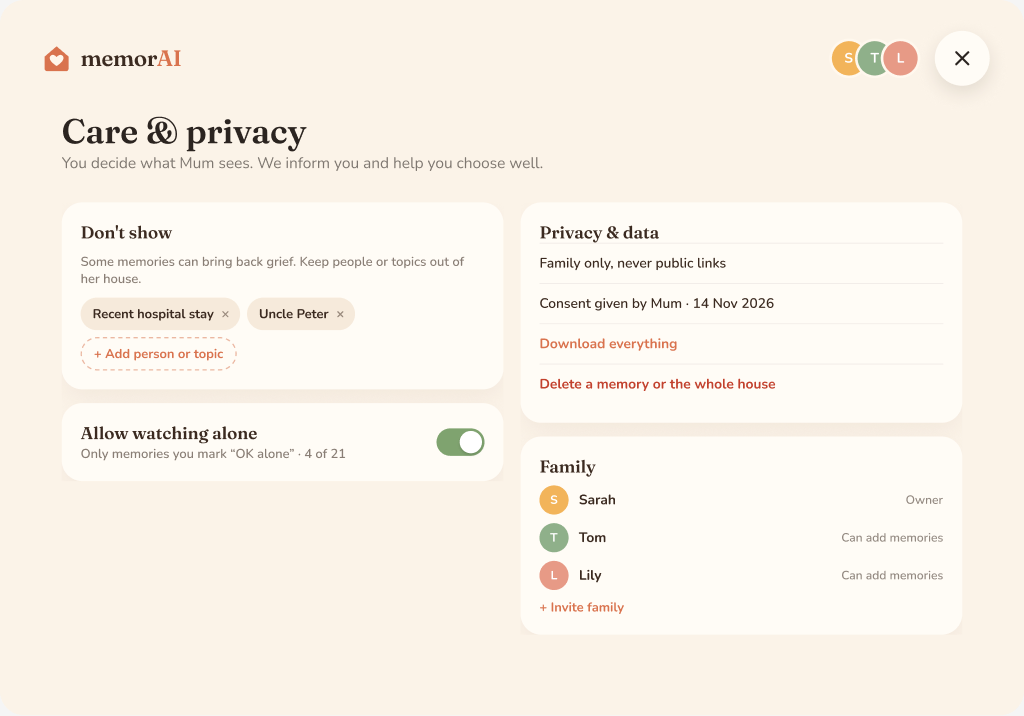 memorAI
S T L
Care & privacy
You decide what Mum sees. We inform you and help you choose well.
Don't show
Some memories can bring back grief. Keep people or topics out of
her house.
Recent hospital stay ×
Uncle Peter ×
+ Add person or topic
Allow watching alone
Only memories you mark “OK alone” · 4 of 21
Privacy & data
Family only, never public links
Consent given by Mum · 14 Nov 2026
Download everything
Delete a memory or the whole house
Family
S Sarah Owner
T Tom Can add memories
L Lily Can add memories
+ Invite family